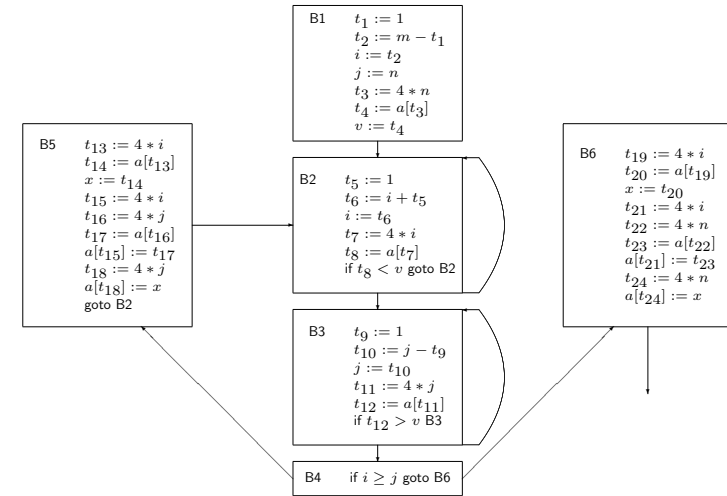 B1 t₁ := 1
t₂ := m − t₁
i := t₂
j := n
t₃ := 4 ∗ n
t₄ := a[t₃]
v := t₄
B5 t₁₃ := 4 ∗ i
t₁₄ := a[t₁₃]
x := t₁₄
t₁₅ := 4 ∗ i
t₁₆ := 4 ∗ j
t₁₇ := a[t₁₆]
a[t₁₅] := t₁₇
t₁₈ := 4 ∗ j
a[t₁₈] := x
goto B2
B2 t₅ := 1
t₆ := i + t₅
i := t₆
t₇ := 4 ∗ i
t₈ := a[t₇]
if t₈ < v goto B2
B6 t₁₉ := 4 ∗ i
t₂₀ := a[t₁₉]
x := t₂₀
t₂₁ := 4 ∗ i
t₂₂ := 4 ∗ n
t₂₃ := a[t₂₂]
a[t₂₁] := t₂₃
t₂₄ := 4 ∗ n
a[t₂₄] := x
B3 t₉ := 1
t₁₀ := j − t₉
j := t₁₀
t₁₁ := 4 ∗ j
t₁₂ := a[t₁₁]
if t₁₂ > v B3
B4 if i ≥ j goto B6